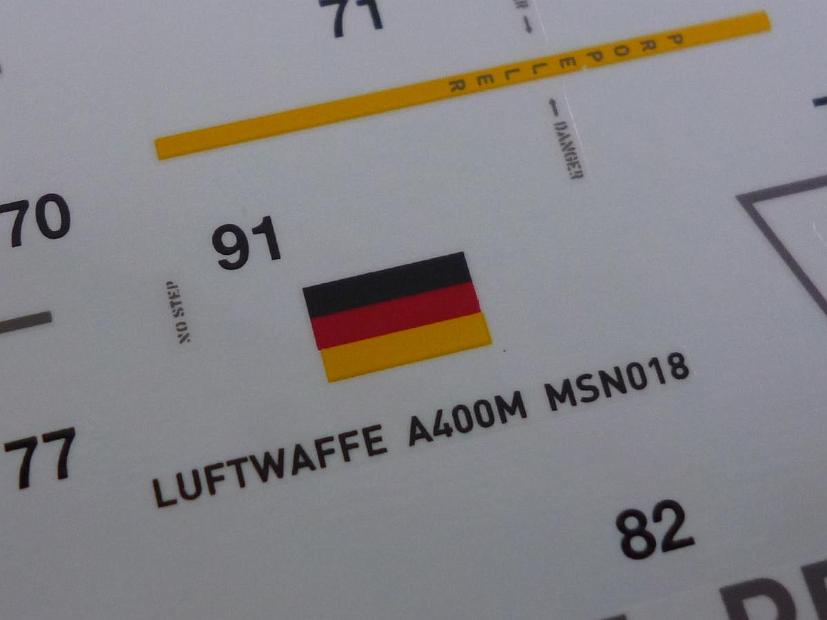 71
PROPELLER
DANGER
70
91
NO STEP
LUFTWAFFE A400M MSN018
77
82